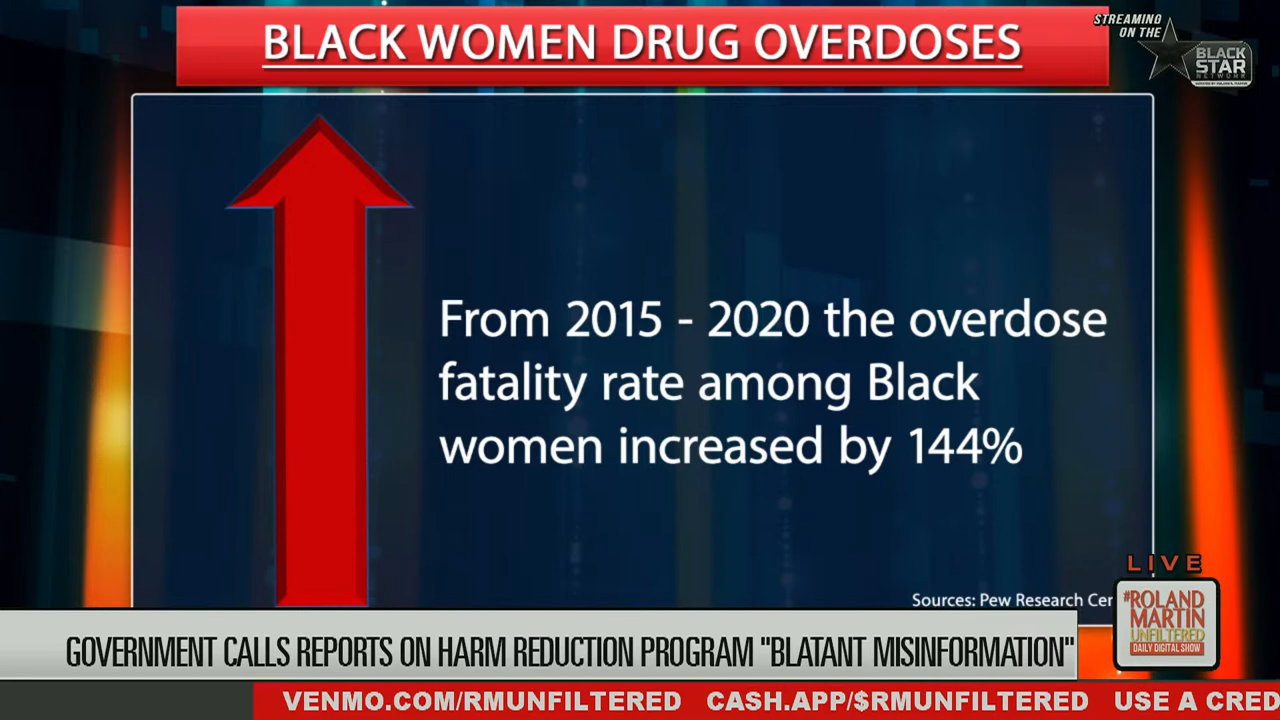 BLACK WOMEN DRUG OVERDOSES
STREAMING
ON THE
BLACK
STAR
NETWORK
From 2015 - 2020 the overdose
fatality rate among Black
women increased by 144%
Sources: Pew Research Cen
LIVE
#ROLAND
MARTIN
UNFILTERED
DAILY DIGITAL SHOW
GOVERNMENT CALLS REPORTS ON HARM REDUCTION PROGRAM "BLATANT MISINFORMATION"
VENMO.COM/RMUNFILTERED CASH.APP/$RMUNFILTERED USE A CRED